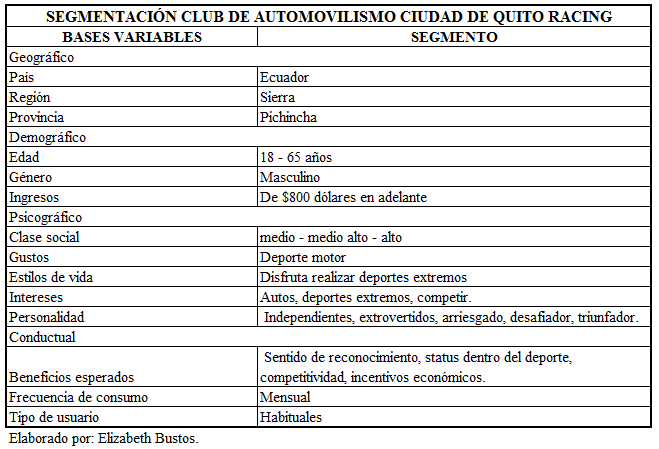 SEGMENTACIÓN CLUB DE AUTOMOVILISMO CIUDAD DE QUITO RACING
BASES VARIABLES SEGMENTO
Geográfico
País Ecuador
Región Sierra
Provincia Pichincha
Demográfico
Edad 18 - 65 años
Género Masculino
Ingresos De $800 dólares en adelante
Psicográfico
Clase social medio - medio alto - alto
Gustos Deporte motor
Estilos de vida Disfruta realizar deportes extremos
Intereses Autos, deportes extremos, competir.
Personalidad Independientes, extrovertidos, arriesgado, desafiador, triunfador.
Conductual
Sentido de reconocimiento, status dentro del deporte,
Beneficios esperados competitividad, incentivos económicos.
Frecuencia de consumo Mensual
Tipo de usuario Habituales
Elaborado por: Elizabeth Bustos.